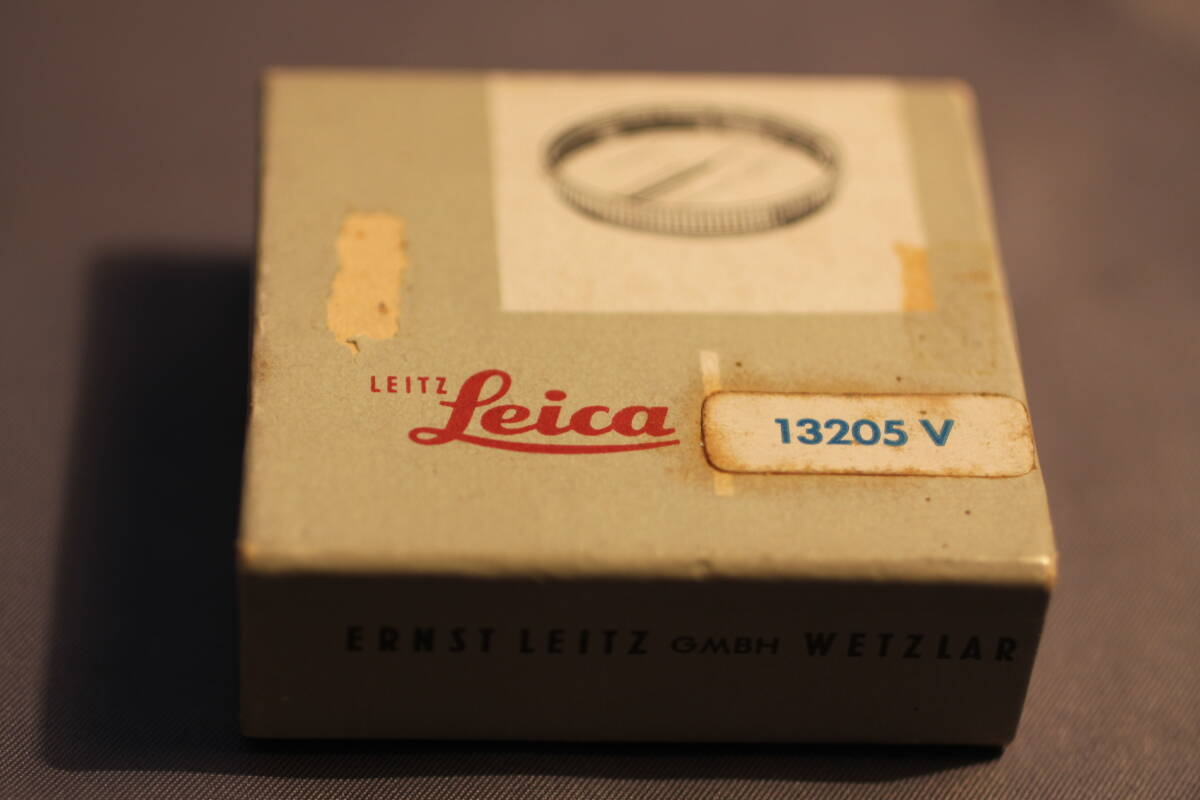 LEITZ
Leica
13205 V
ERNST LEITZ GMBH WETZLAR